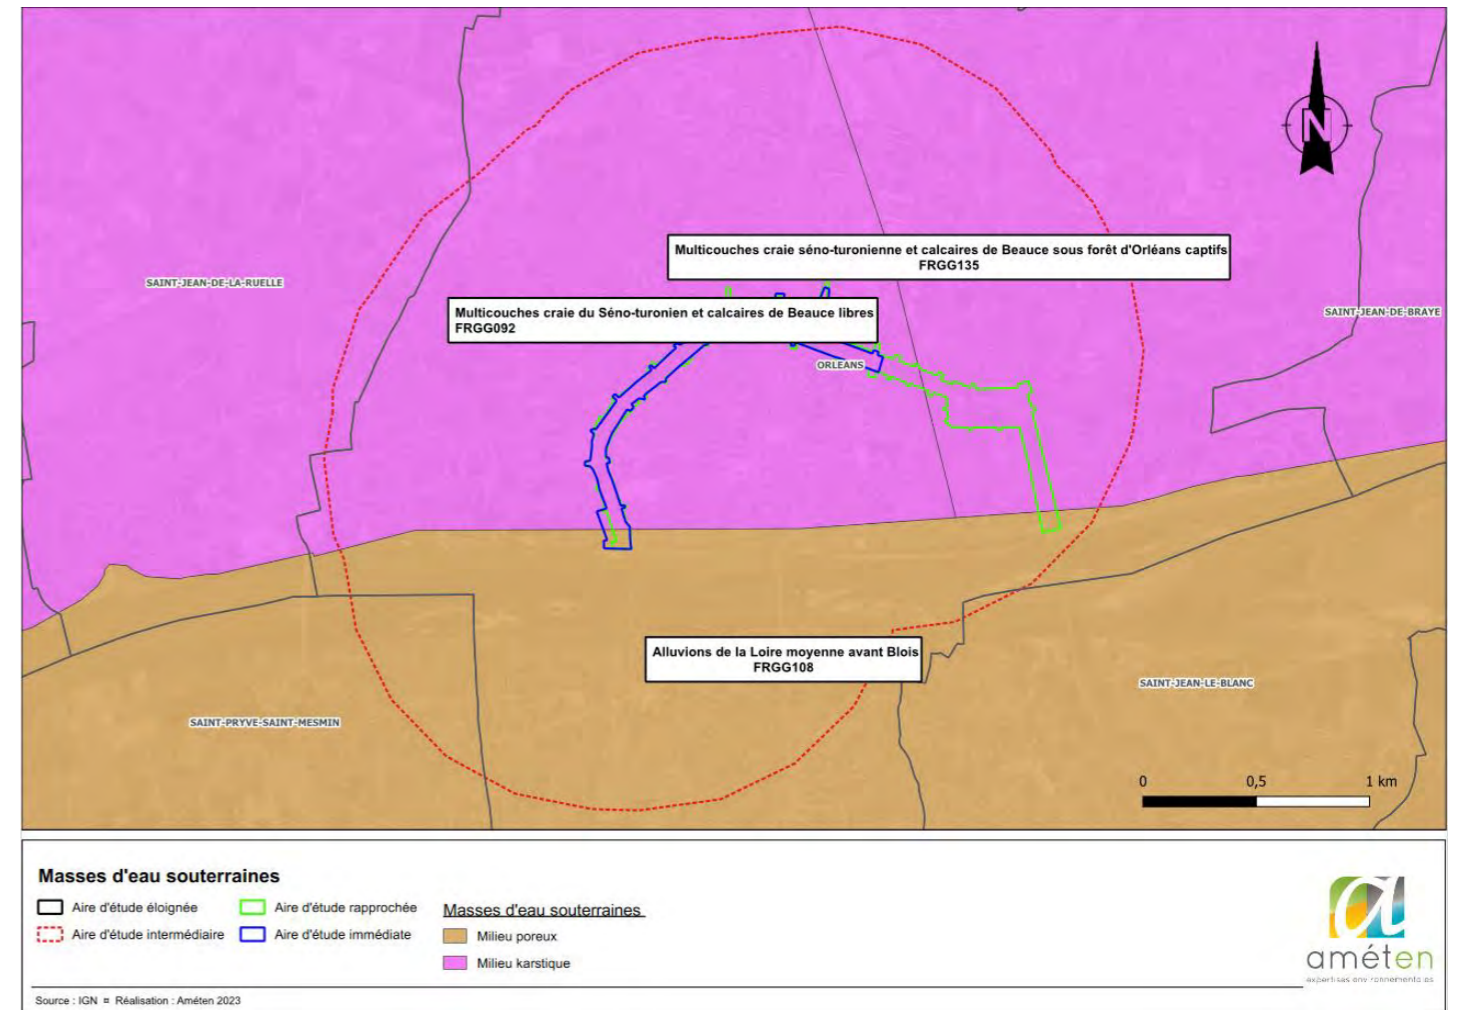 N
Multicouches craie séno-turonienne et calcaires de Beauce sous forêt d'Orléans captifs
FRGG135
SAINT-JEAN-DE-LA-RUELLE
Multicouches craie du Séno-turonien et calcaires de Beauce libres
FRGG092
SAINT-JEAN-DE-BRAYE
ORLEANS
Alluvions de la Loire moyenne avant Blois
FRGG108
SAINT-JEAN-LE-BLANC
SAINT-PRYVE-SAINT-MESMIN
0 0,5 1 km
Masses d'eau souterraines
Aire d'étude éloignée
Aire d'étude rapprochée
Aire d'étude intermédiaire
Aire d'étude immédiate
Masses d'eau souterraines
Milieu poreux
Milieu karstique
a
améten
expertises environnementales
Source : IGN ¤ Réalisation : Améten 2023